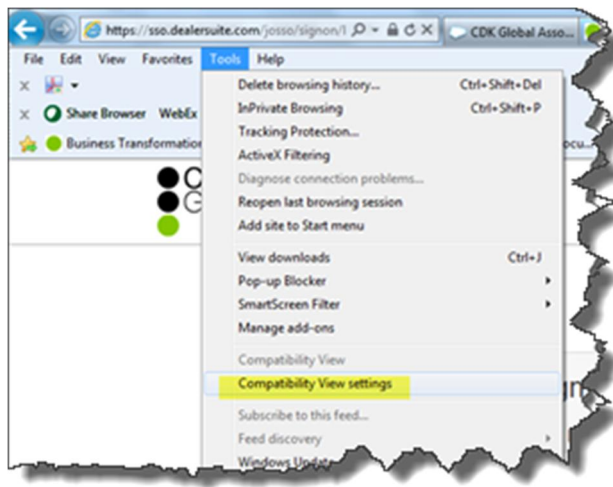 https://sso.dealersuite.com/josso/signon/l
CDK Global Asso...
File Edit View Favorites Tools Help
Share Browser WebEx
Business Transformation
ocu...
C
G
Delete browsing history... Ctrl+Shift+Del
InPrivate Browsing Ctrl+Shift+P
Tracking Protection...
ActiveX Filtering
Diagnose connection problems...
Reopen last browsing session
Add site to Start menu
View downloads Ctrl+J
Pop-up Blocker
SmartScreen Filter
Manage add-ons
Compatibility View
Compatibility View settings
Subscribe to this feed...
Feed discovery
Windows Update